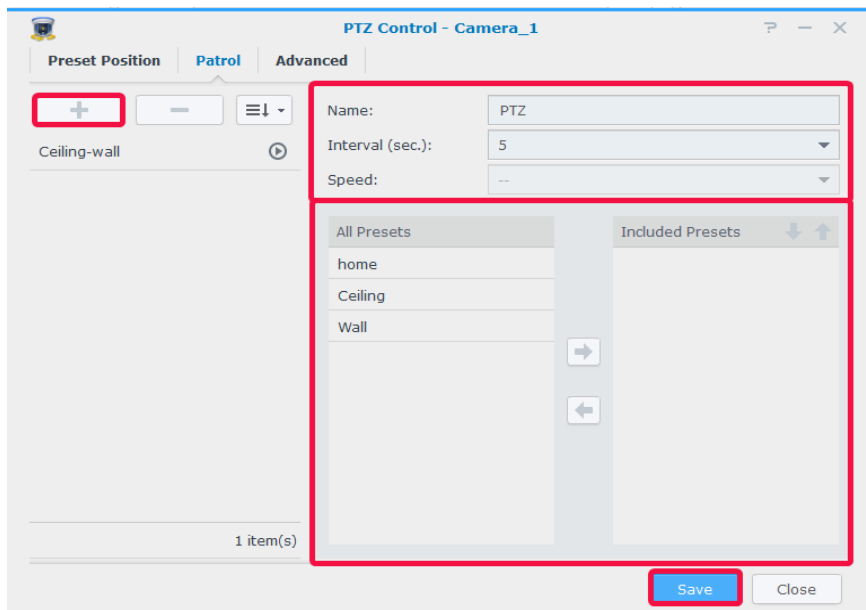 PTZ Control - Camera_1
Preset Position Patrol Advanced
Name: PTZ
Ceiling-wall
Interval (sec.): 5
Speed: --
All Presets
Included Presets
home
Ceiling
Wall
1 item(s)
Save Close